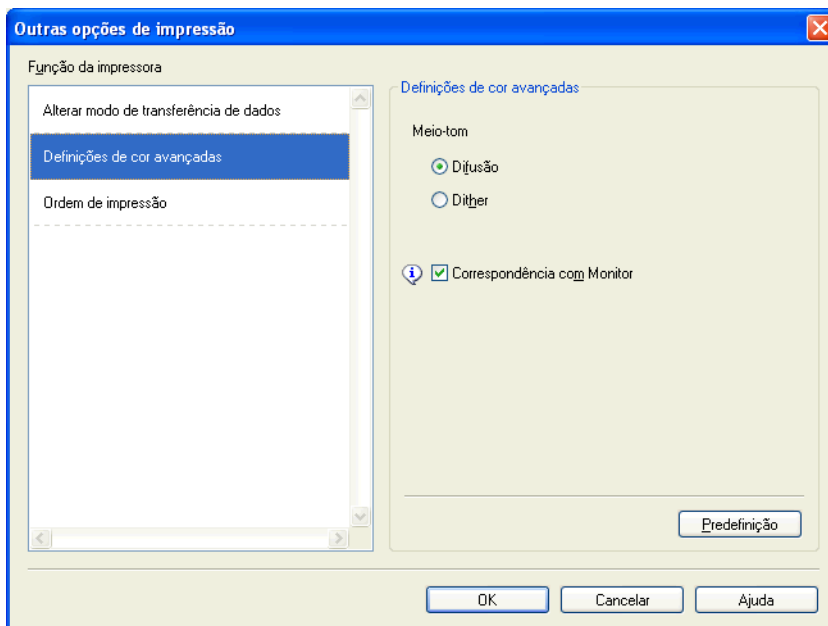 Outras opções de impressão
Função da impressora
Alterar modo de transferência de dados
Definições de cor avançadas
Ordem de impressão
Definições de cor avançadas
Meio-tom
Difusão
Dither
Correspondência com Monitor
Predefinição
OK
Cancelar
Ajuda